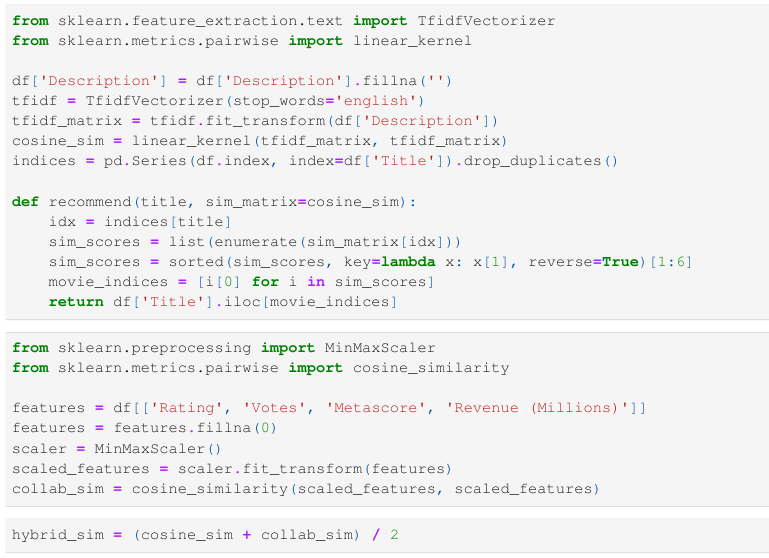 from sklearn.feature_extraction.text import TfidfVectorizer
from sklearn.metrics.pairwise import linear_kernel

df['Description'] = df['Description'].fillna('')
tfidf = TfidfVectorizer(stop_words='english')
tfidf_matrix = tfidf.fit_transform(df['Description'])
cosine_sim = linear_kernel(tfidf_matrix, tfidf_matrix)
indices = pd.Series(df.index, index=df['Title']).drop_duplicates()

def recommend(title, sim_matrix=cosine_sim):
    idx = indices[title]
    sim_scores = list(enumerate(sim_matrix[idx]))
    sim_scores = sorted(sim_scores, key=lambda x: x[1], reverse=True)[1:6]
    movie_indices = [i[0] for i in sim_scores]
    return df['Title'].iloc[movie_indices]

from sklearn.preprocessing import MinMaxScaler
from sklearn.metrics.pairwise import cosine_similarity

features = df[['Rating', 'Votes', 'Metascore', 'Revenue (Millions)']]
features = features.fillna(0)
scaler = MinMaxScaler()
scaled_features = scaler.fit_transform(features)
collab_sim = cosine_similarity(scaled_features, scaled_features)

hybrid_sim = (cosine_sim + collab_sim) / 2